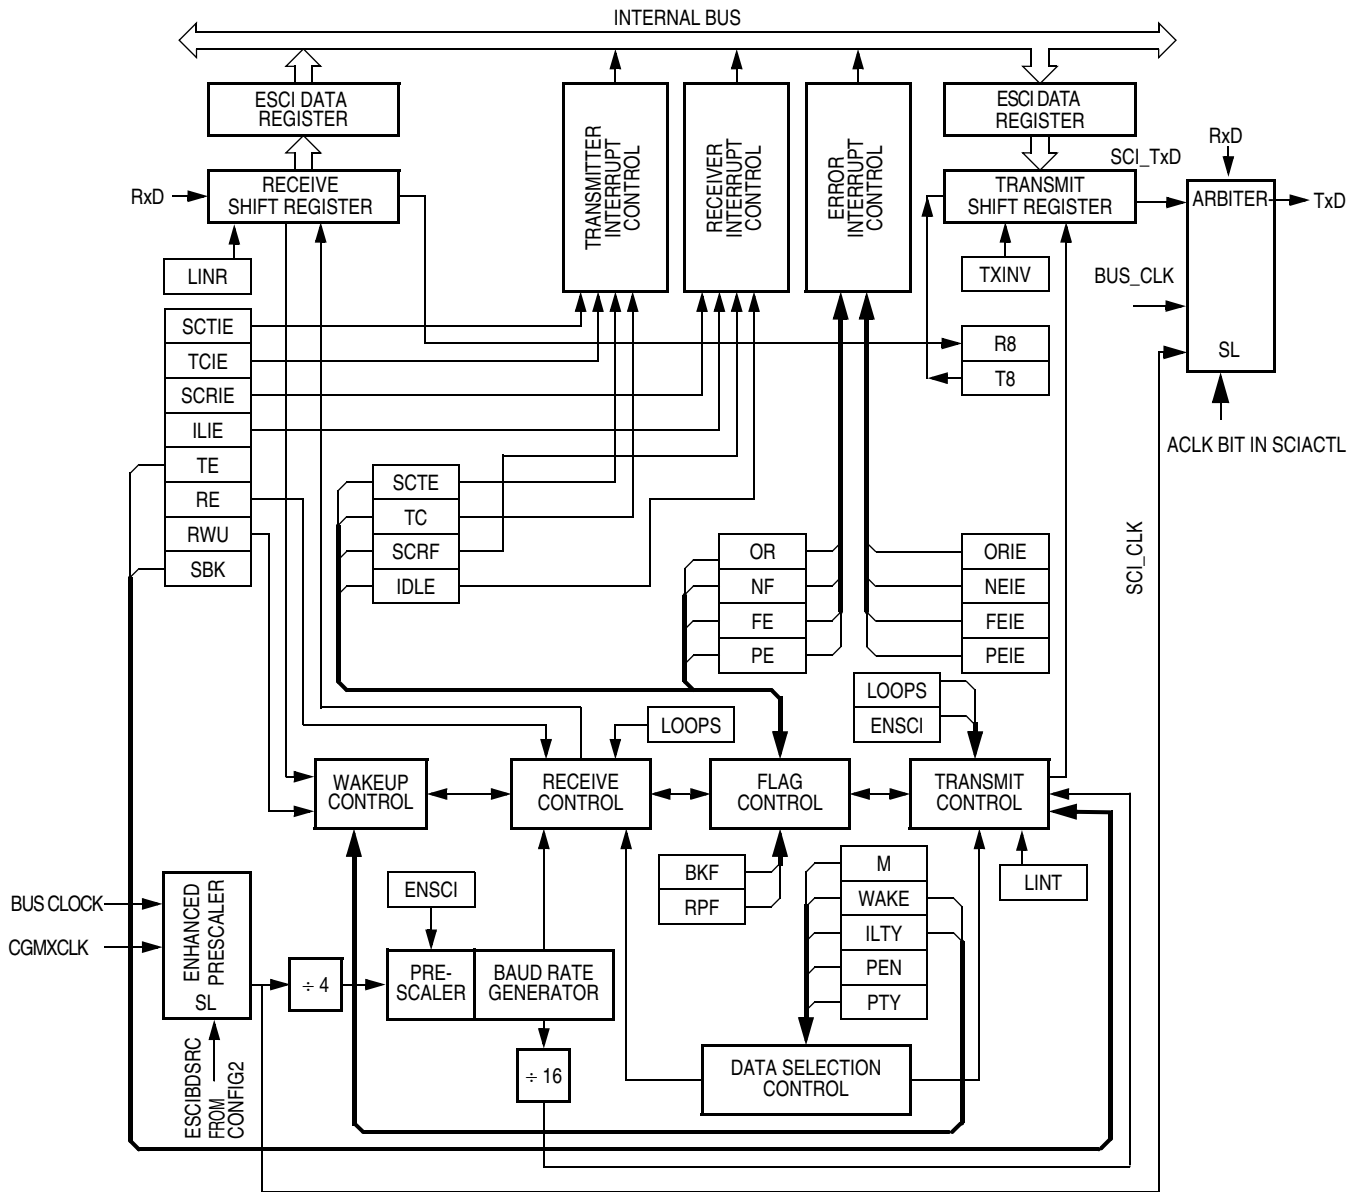 INTERNAL BUS
ESCI DATA
REGISTER
ESCI DATA
REGISTER
TRANSMITTER
INTERRUPT
CONTROL
RECEIVER
INTERRUPT
CONTROL
ERROR
INTERRUPT
CONTROL
RxD
RECEIVE
SHIFT REGISTER
TRANSMIT
SHIFT REGISTER
SCI_TxD
RxD
ARBITER
TxD
LINR
TXINV
BUS_CLK
SL
ACLK BIT IN SCIACTL
SCTIE
TCIE
SCRIE
ILIE
TE
RE
RWU
SBK
R8
T8
SCTE
TC
SCRF
IDLE
OR
NF
FE
PE
ORIE
NEIE
FEIE
PEIE
SCI_CLK
LOOPS
LOOPS
ENSCI
WAKEUP
CONTROL
RECEIVE
CONTROL
FLAG
CONTROL
TRANSMIT
CONTROL
BKF
RPF
M
WAKE
ILTY
PEN
PTY
LINT
BUS CLOCK
CGMXCLK
ENHANCED
PRESCALER
SL
ESCIBDSRC
FROM
CONFIG2
÷ 4
ENSCI
PRE-
SCALER
BAUD RATE
GENERATOR
÷ 16
DATA SELECTION
CONTROL